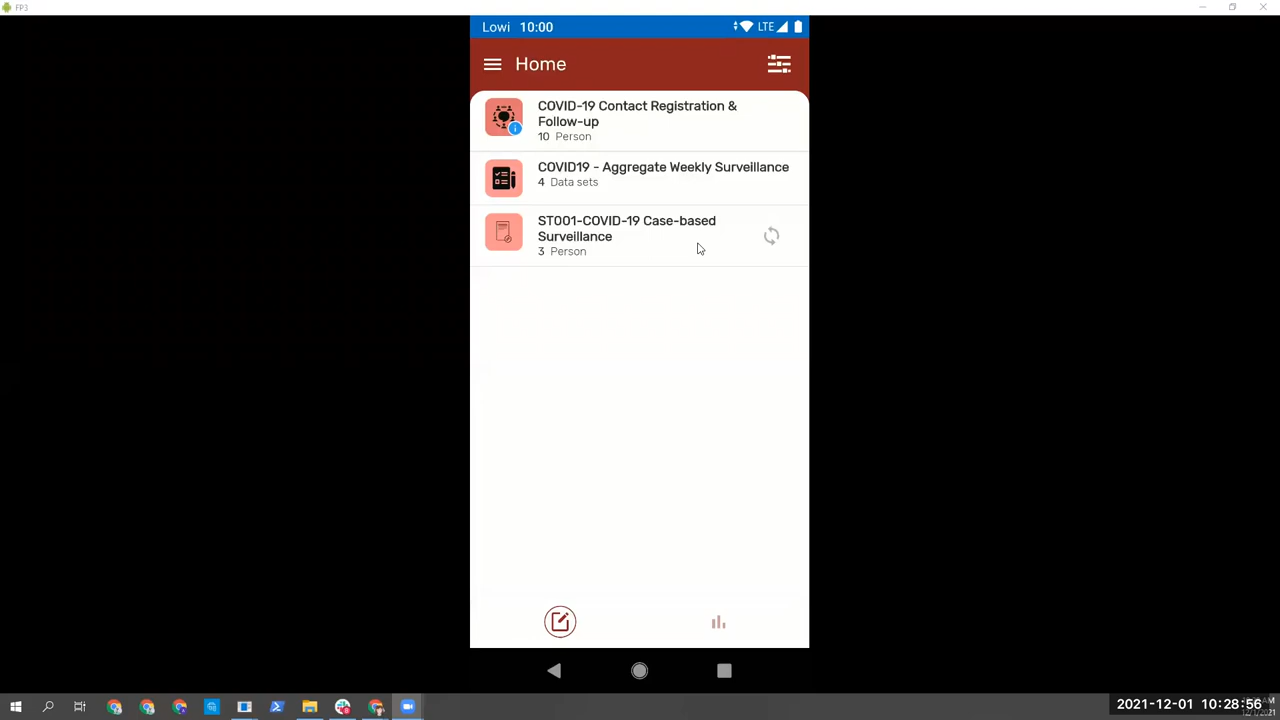 FP3
Lowi 10:00
LTE
Home
COVID-19 Contact Registration &
Follow-up
10 Person
COVID19 - Aggregate Weekly Surveillance
4 Data sets
ST001-COVID-19 Case-based
Surveillance
3 Person
2021-12-01 10:28:56